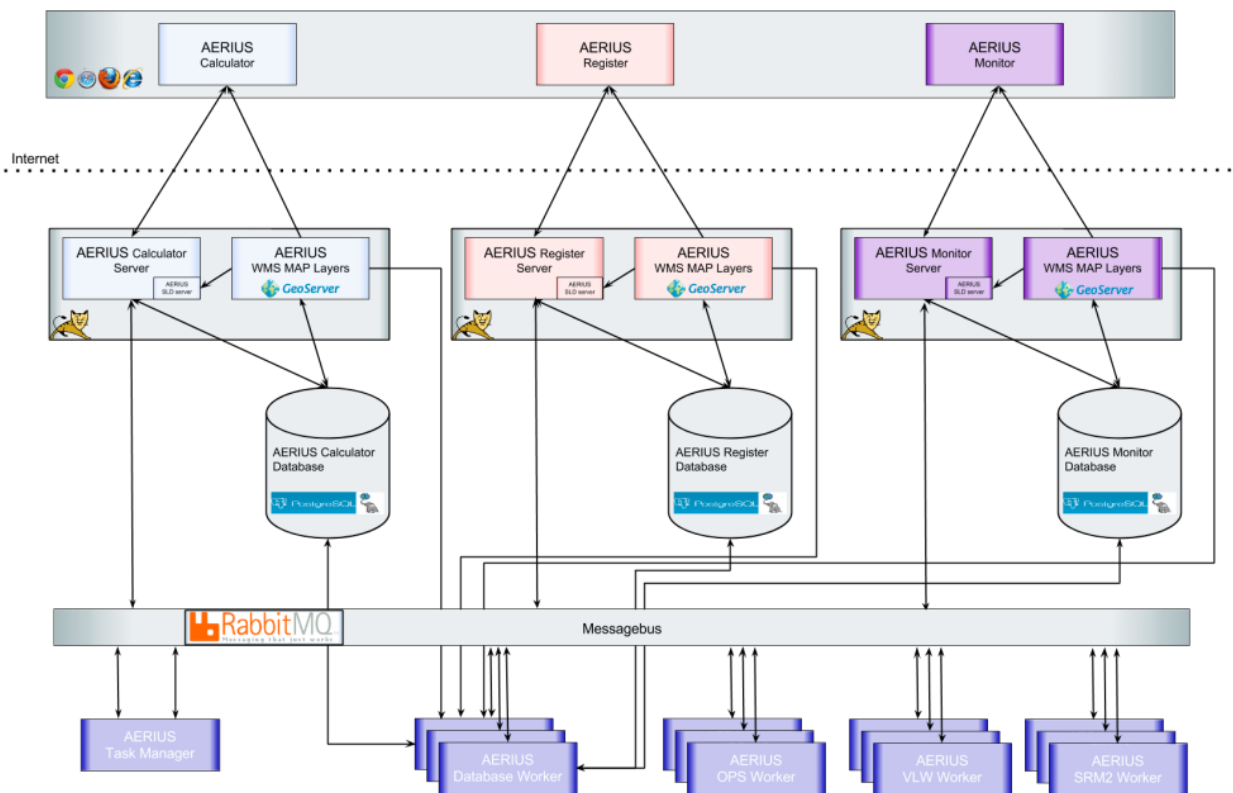 AERIUS
Calculator
AERIUS
Register
AERIUS
Monitor
Internet
AERIUS Calculator
Server
AERIUS
SLD server
AERIUS
WMS MAP Layers
GeoServer
AERIUS Register
Server
AERIUS
SLD server
AERIUS
WMS MAP Layers
GeoServer
AERIUS Monitor
Server
AERIUS
SLD server
AERIUS
WMS MAP Layers
GeoServer
AERIUS Calculator
Database
PostgreSQL
AERIUS Register
Database
PostgreSQL
AERIUS Monitor
Database
PostgreSQL
RabbitMQ
Messaging that just works
Messagebus
AERIUS
Task Manager
AERIUS
Database Worker
AERIUS
OPS Worker
AERIUS
VLW Worker
AERIUS
SRM2 Worker